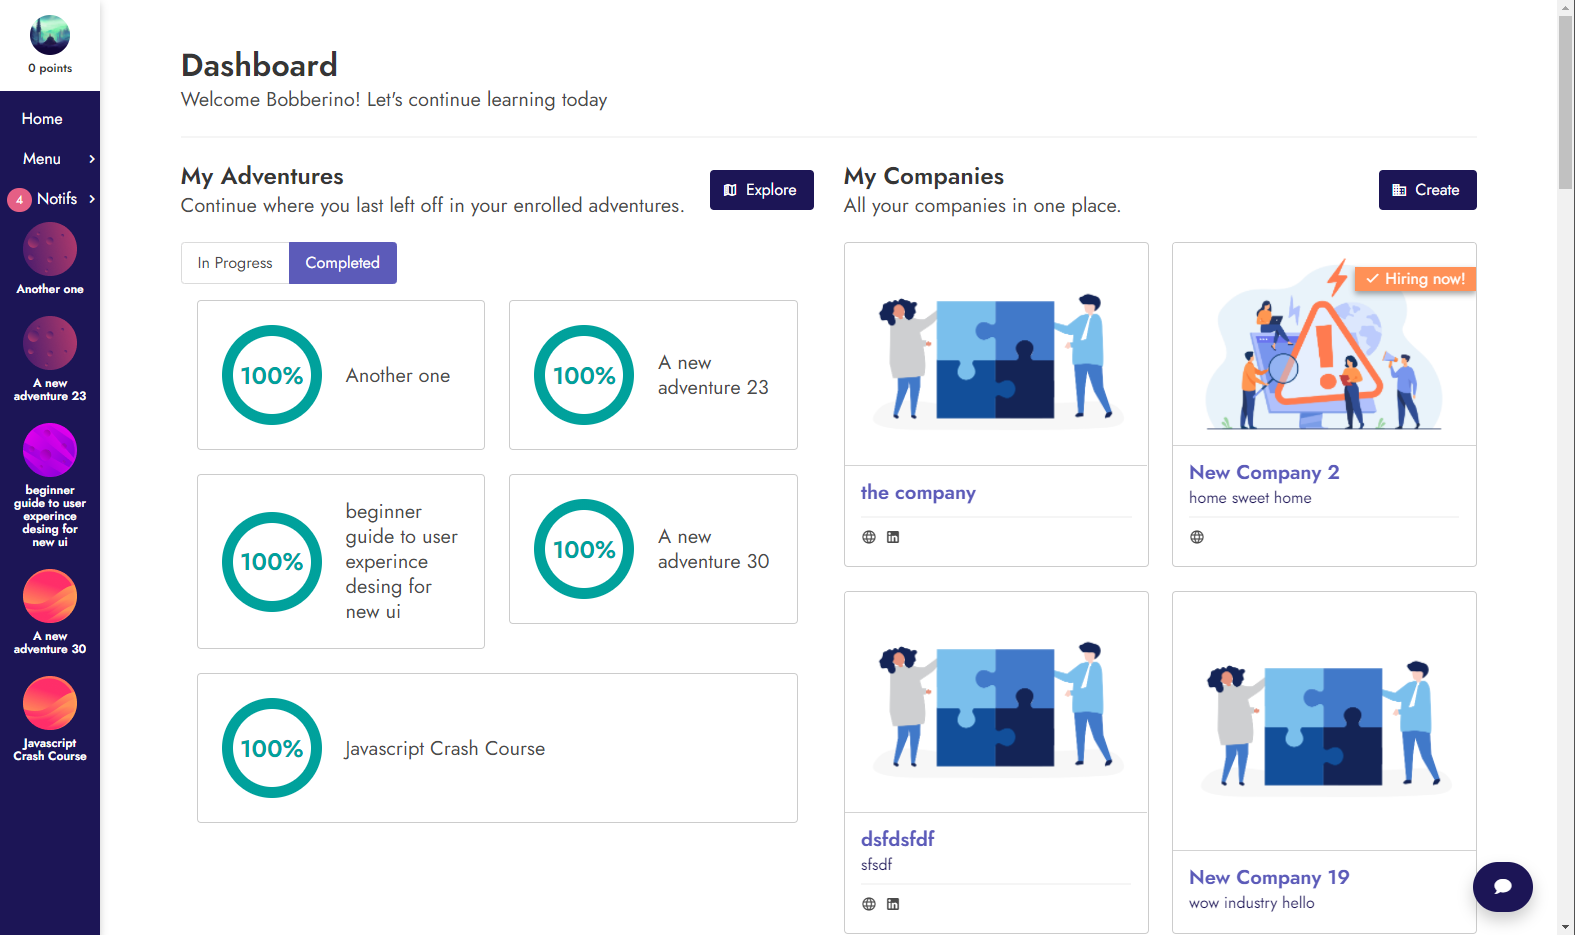 0 points
Home
Menu
4 Notifs
Another one
A new
adventure 23
beginner
guide to user
experince
desing for
new ui
A new
adventure 30
Javascript
Crash Course
Dashboard
Welcome Bobberino! Let's continue learning today
My Adventures
Continue where you last left off in your enrolled adventures.
Explore
In Progress
Completed
100%
Another one
100%
A new
adventure 23
100%
beginner
guide to user
experince
desing for
new ui
100%
A new
adventure 30
100%
Javascript Crash Course
My Companies
All your companies in one place.
Create
the company
Hiring now!
New Company 2
home sweet home
dsfdsfdf
sfsdf
New Company 19
wow industry hello